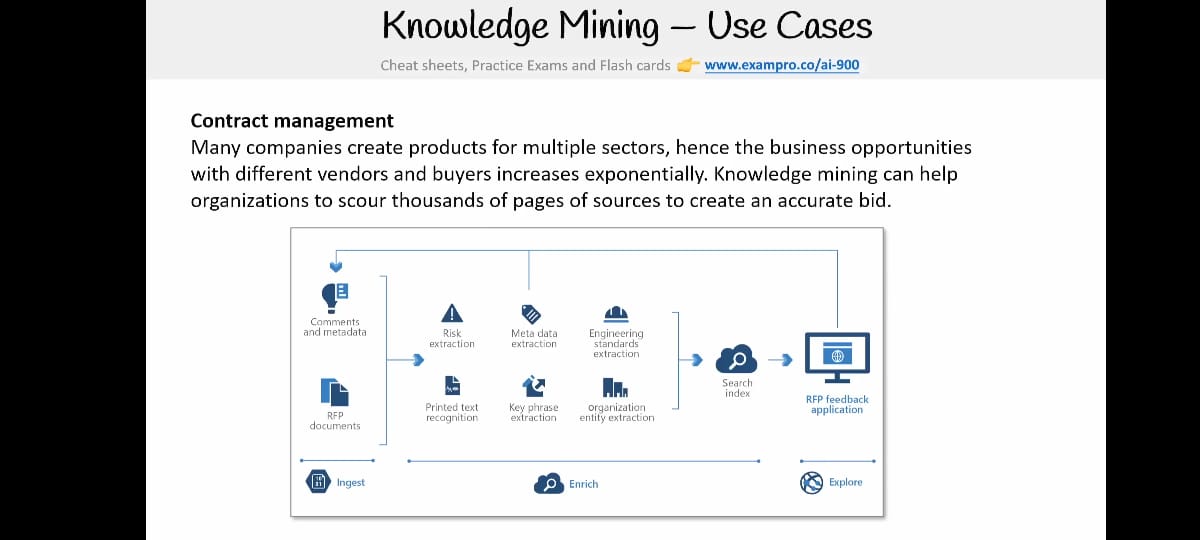 Knowledge Mining – Use Cases
Cheat sheets, Practice Exams and Flash cards 👉 www.exampro.co/ai-900
Contract management
Many companies create products for multiple sectors, hence the business opportunities
with different vendors and buyers increases exponentially. Knowledge mining can help
organizations to scour thousands of pages of sources to create an accurate bid.
Comments
and metadata
RFP
documents
Risk
extraction
Meta data
extraction
Engineering
standards
extraction
Printed text
recognition
Key phrase
extraction
organization
entity extraction
Search
index
RFP feedback
application
Ingest
Enrich
Explore